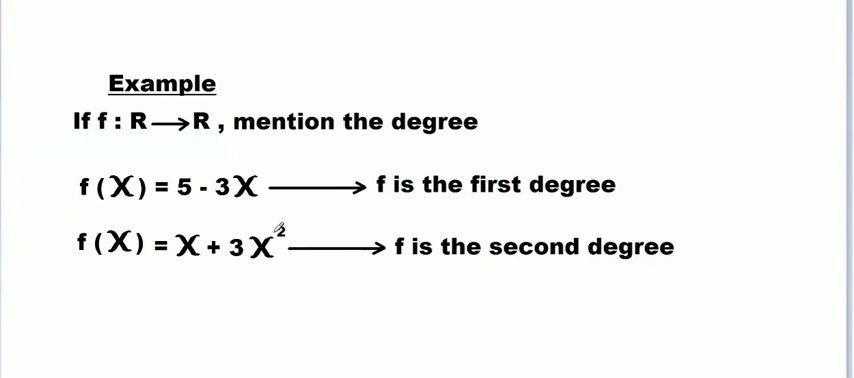 Example
If f : R⟶R , mention the degree
f (X) = 5 - 3X ⟶ f is the first degree
f (X) = X + 3X² ⟶ f is the second degree